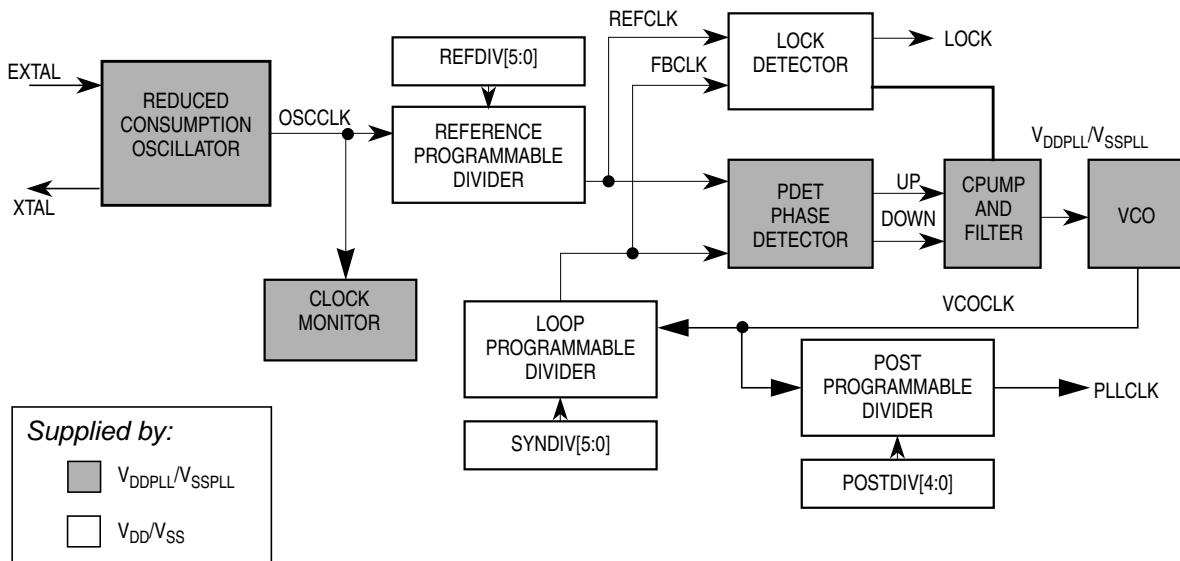 EXTAL
XTAL
REDUCED
CONSUMPTION
OSCILLATOR
OSCCLK
REFDIV[5:0]
REFERENCE
PROGRAMMABLE
DIVIDER
REFCLK
FBCLK
LOCK
DETECTOR
LOCK
CLOCK
MONITOR
PDET
PHASE
DETECTOR
UP
DOWN
CPUMP
AND
FILTER
VDDPLL/VSSPLL
VCO
VCOCLK
LOOP
PROGRAMMABLE
DIVIDER
SYNDIV[5:0]
POST
PROGRAMMABLE
DIVIDER
PLLCLK
POSTDIV[4:0]
Supplied by:
VDDPLL/VSSPLL
VDD/VSS